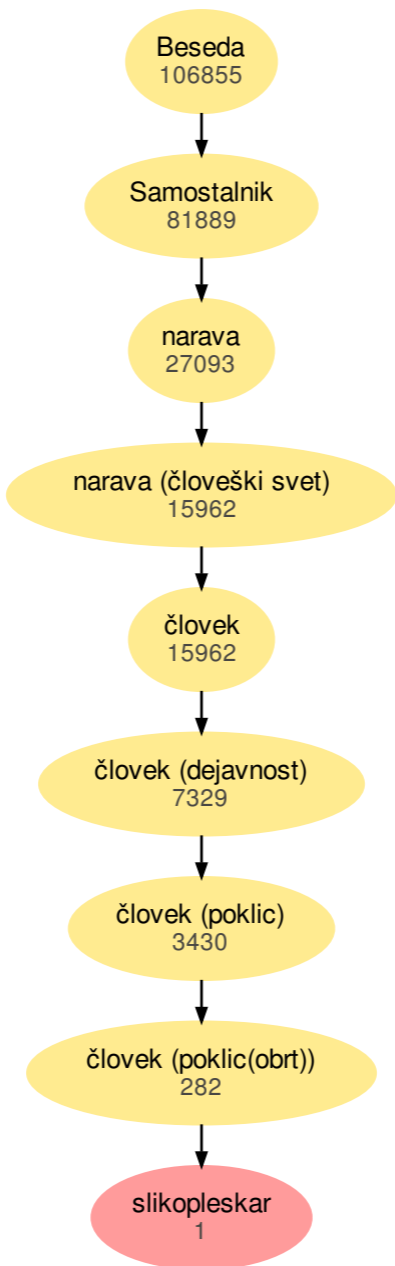 Beseda
106855
Samostalnik
81889
narava
27093
narava (človeški svet)
15962
človek
15962
človek (dejavnost)
7329
človek (poklic)
3430
človek (poklic(obrt))
282
slikopleskar
1